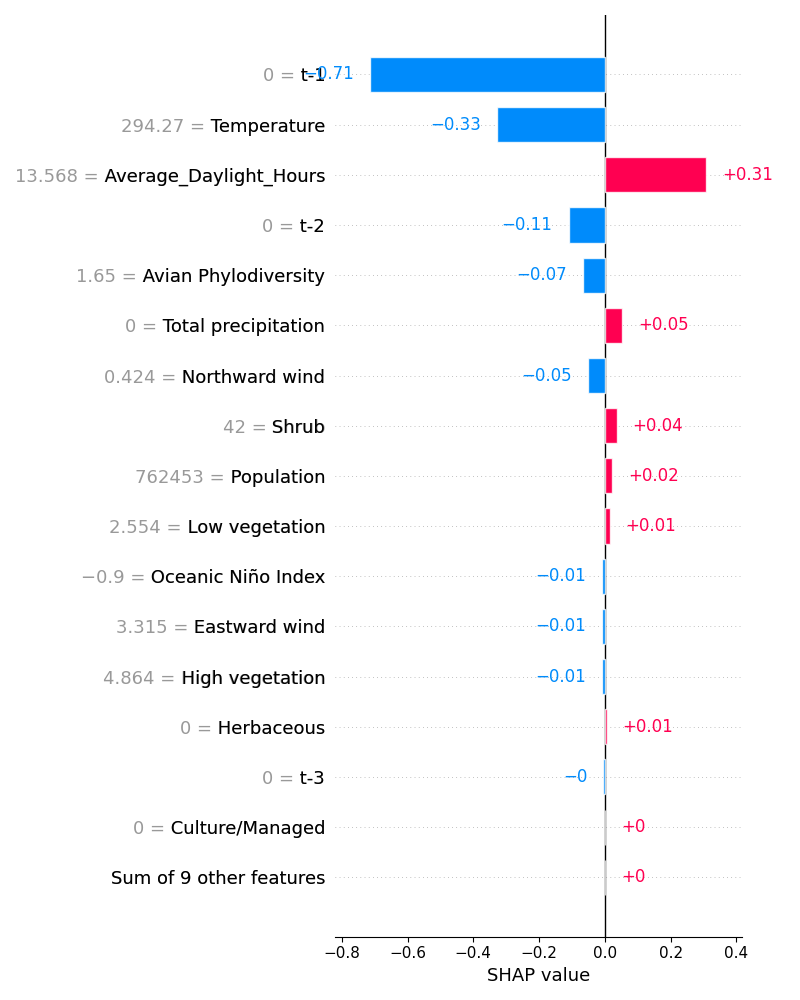 0 = t-1 −0.71
294.27 = Temperature −0.33
13.568 = Average_Daylight_Hours +0.31
0 = t-2 −0.11
1.65 = Avian Phylodiversity −0.07
0 = Total precipitation +0.05
0.424 = Northward wind −0.05
42 = Shrub +0.04
762453 = Population +0.02
2.554 = Low vegetation +0.01
−0.9 = Oceanic Niño Index −0.01
3.315 = Eastward wind −0.01
4.864 = High vegetation −0.01
0 = Herbaceous +0.01
0 = t-3 −0
0 = Culture/Managed +0
Sum of 9 other features +0
−0.8 −0.6 −0.4 −0.2 0.0 0.2 0.4
SHAP value